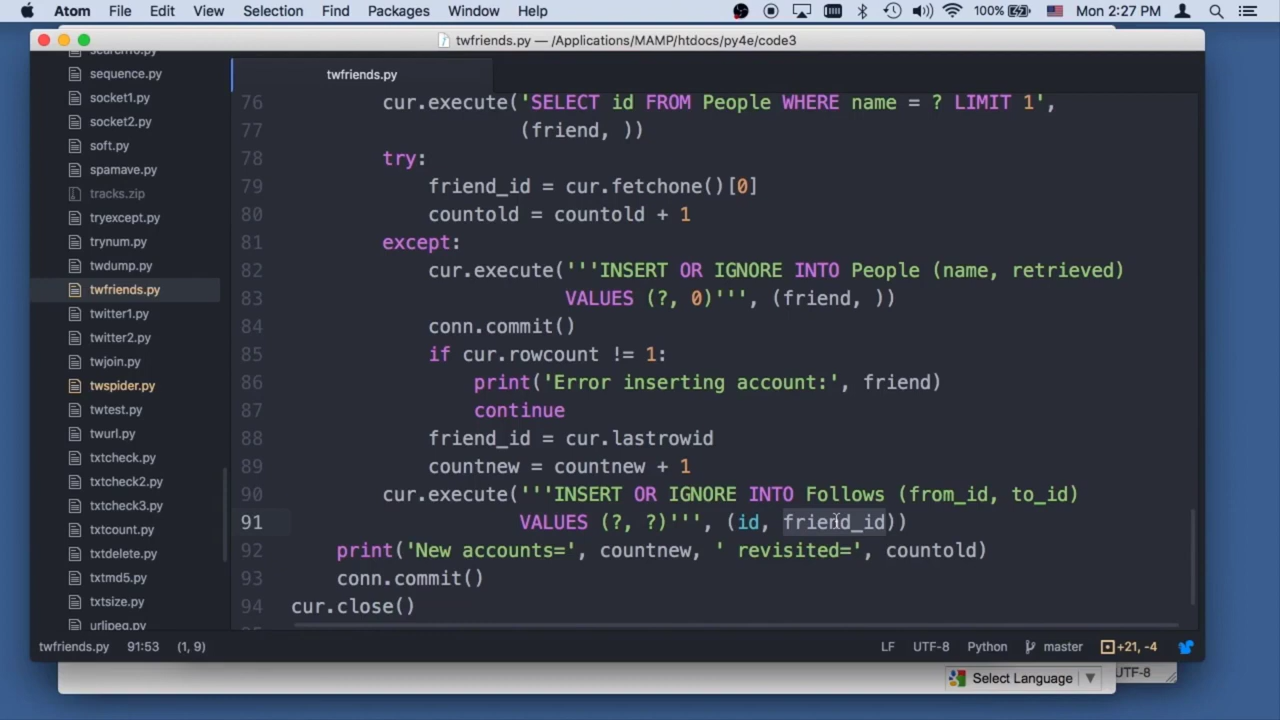 Atom File Edit View Selection Find Packages Window Help 100% Mon 2:27 PM
twfriends.py — /Applications/MAMP/htdocs/py4e/code3
twfriends.py
sequence.py
socket1.py
socket2.py
soft.py
spamave.py
tracks.zip
tryexcept.py
trynum.py
twdump.py
twfriends.py
twitter1.py
twitter2.py
twjoin.py
twspider.py
twtest.py
twurl.py
txtcheck.py
txtcheck2.py
txtcheck3.py
txtcount.py
txtdelete.py
txtmd5.py
txtsize.py
urljpeg.py
76 cur.execute('SELECT id FROM People WHERE name = ? LIMIT 1',
77 (friend, ))
78 try:
79 friend_id = cur.fetchone()[0]
80 countold = countold + 1
81 except:
82 cur.execute('''INSERT OR IGNORE INTO People (name, retrieved)
83 VALUES (?, 0)''', (friend, ))
84 conn.commit()
85 if cur.rowcount != 1:
86 print('Error inserting account:', friend)
87 continue
88 friend_id = cur.lastrowid
89 countnew = countnew + 1
90 cur.execute('''INSERT OR IGNORE INTO Follows (from_id, to_id)
91 VALUES (?, ?)''', (id, friend_id))
92 print('New accounts=', countnew, ' revisited=', countold)
93 conn.commit()
94 cur.close()
twfriends.py 91:53 (1, 9) LF UTF-8 Python master +21, -4
Select Language UTF-8